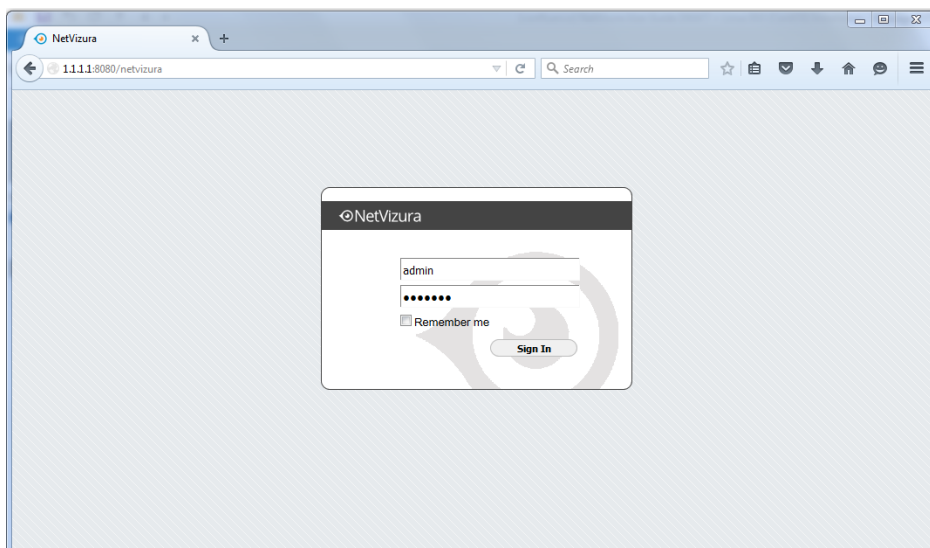 NetVizura
1.1.1.1:8080/netvizura
Search
NetVizura
admin
Remember me
Sign In